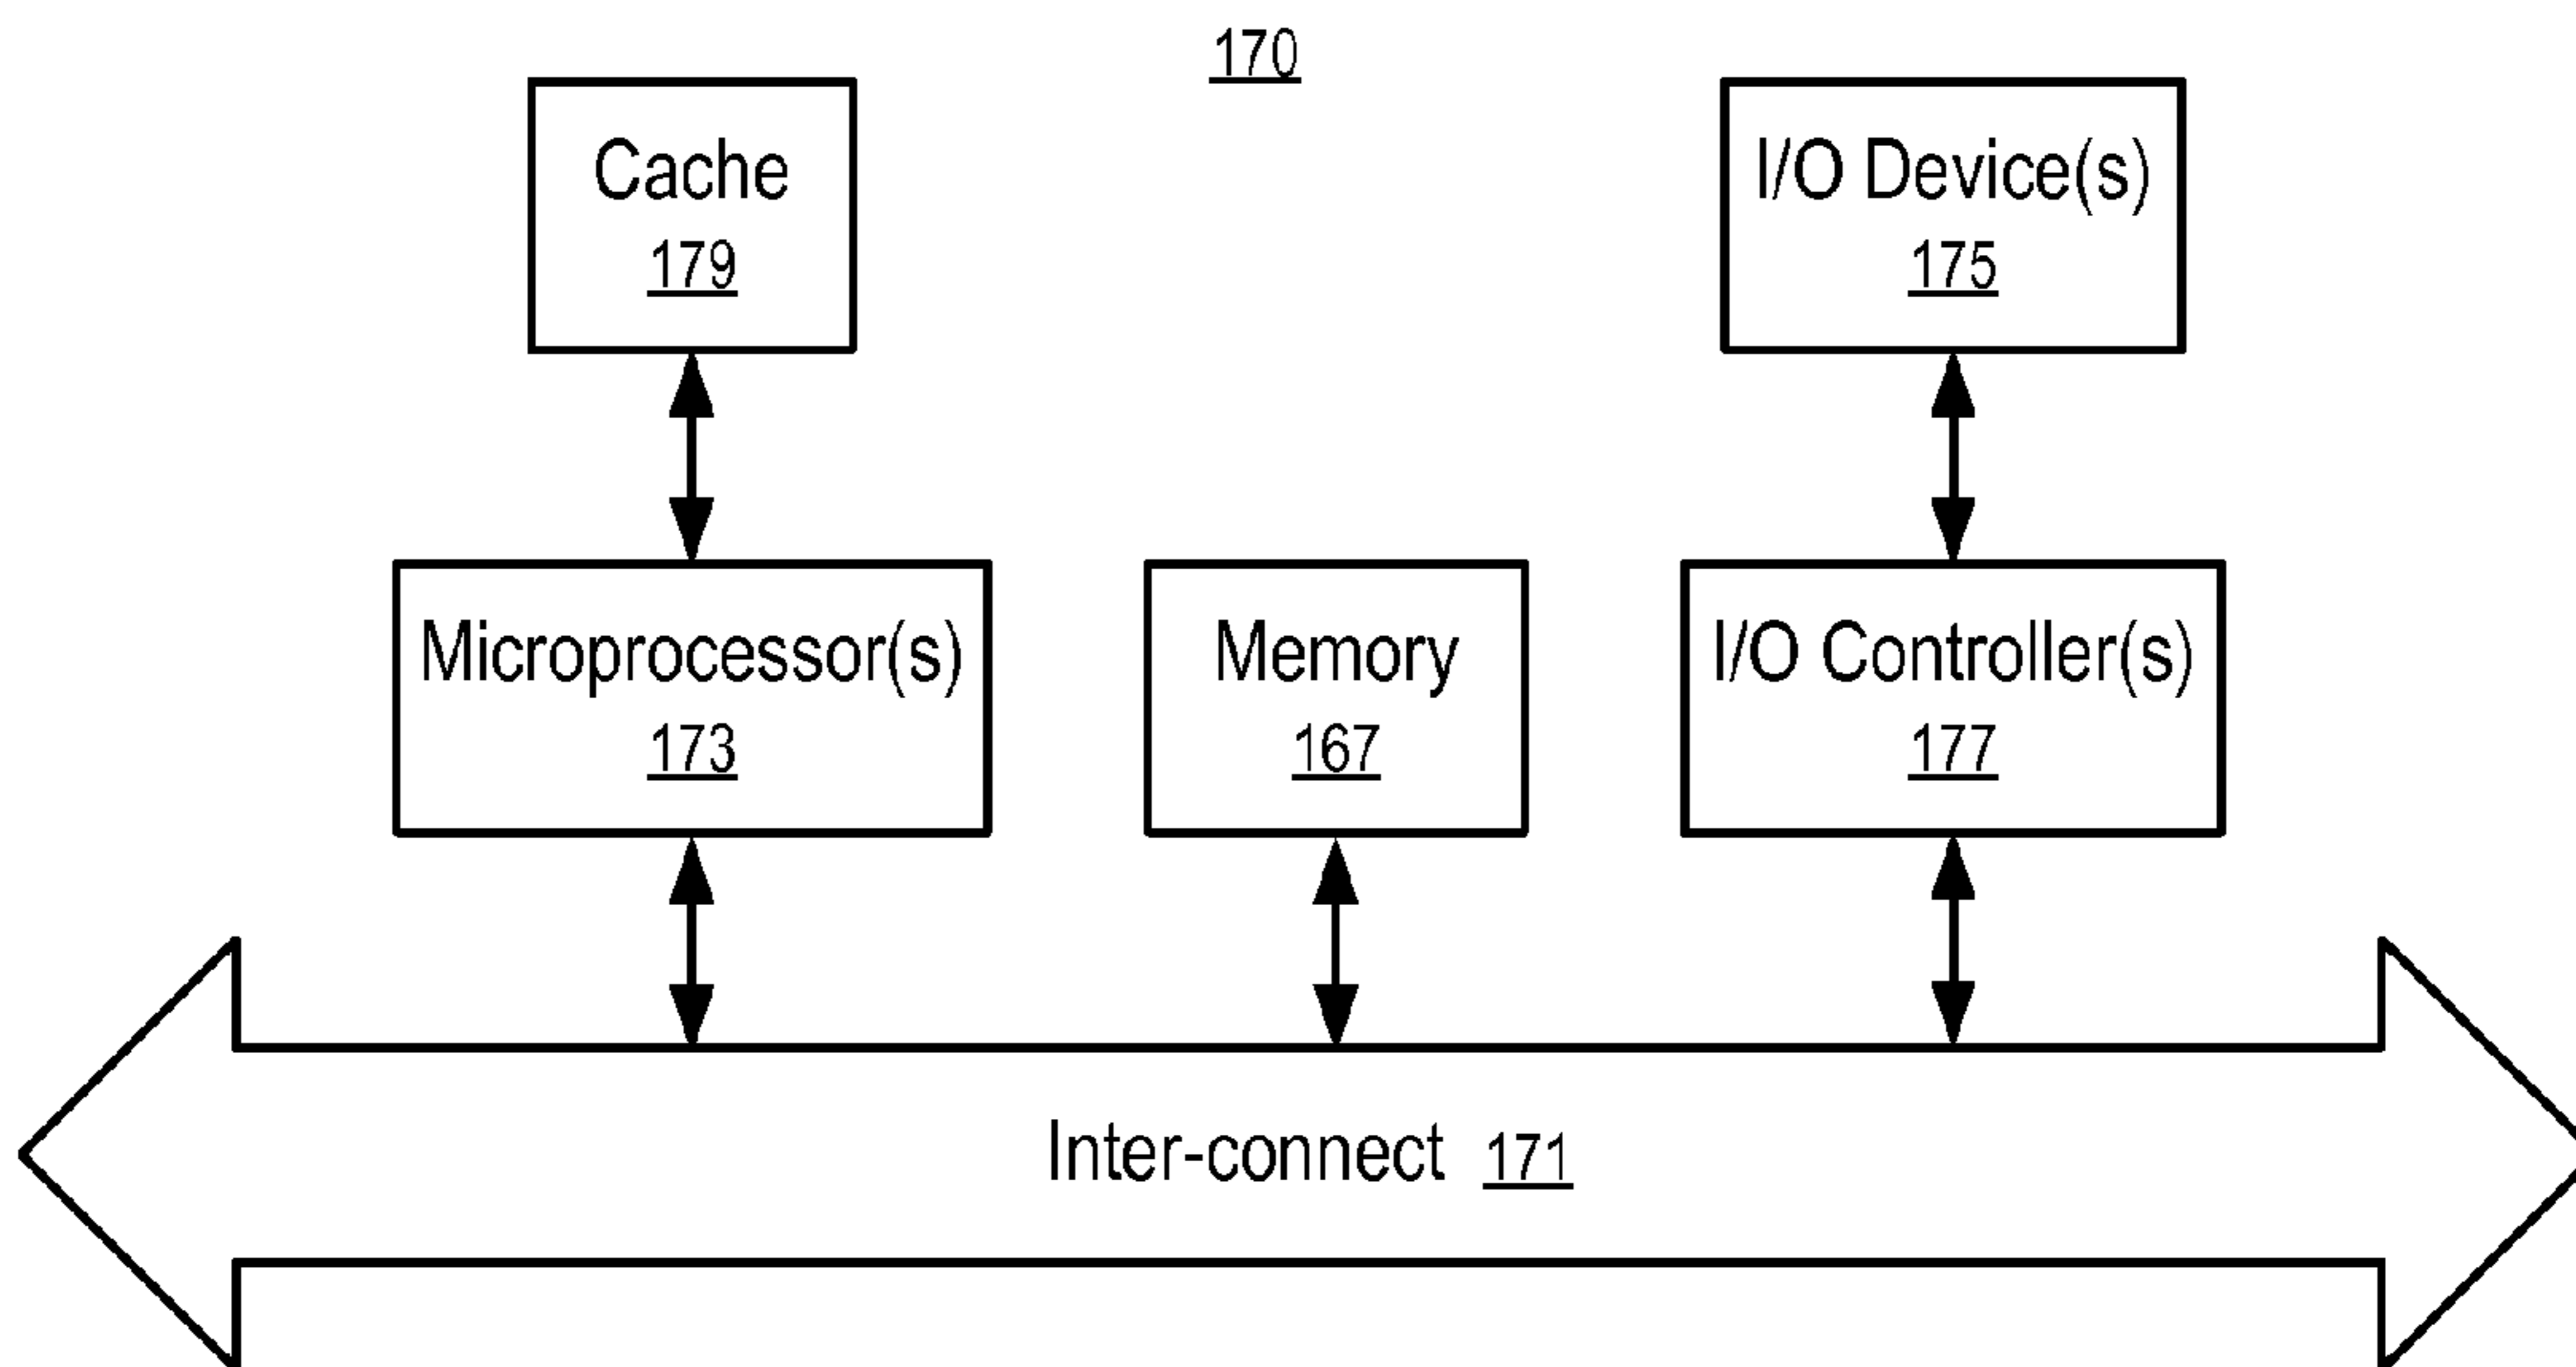 170
Cache
179
I/O Device(s)
175
Microprocessor(s)
173
Memory
167
I/O Controller(s)
177
Inter-connect 171